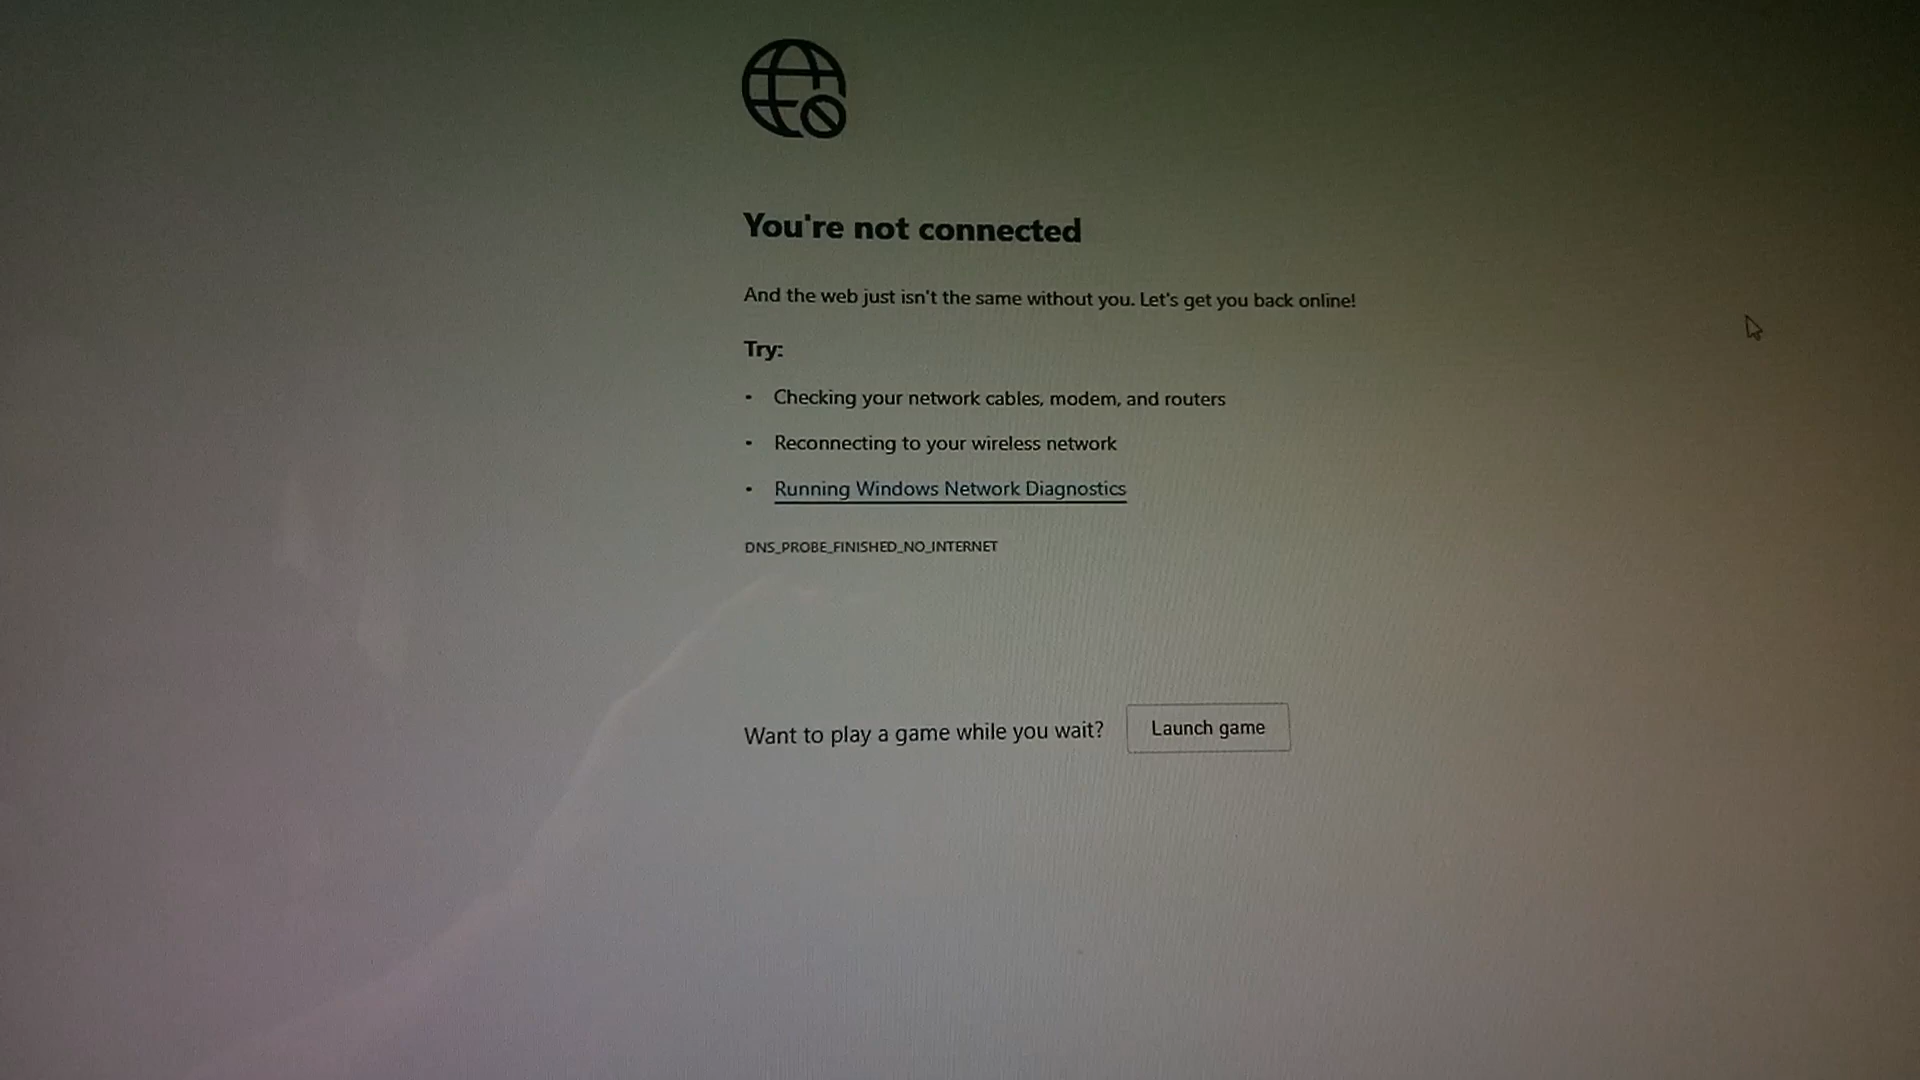 You're not connected
And the web just isn't the same without you. Let's get you back online!
Try:
• Checking your network cables, modem, and routers
• Reconnecting to your wireless network
• Running Windows Network Diagnostics
DNS_PROBE_FINISHED_NO_INTERNET
Want to play a game while you wait? Launch game